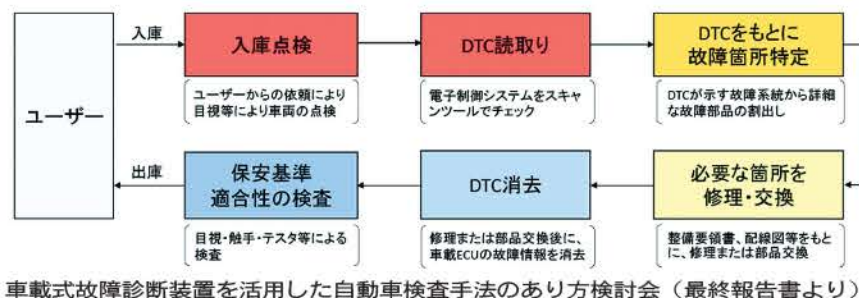 ユーザー
入庫
入庫点検
ユーザーからの依頼により
目視等により車両の点検
DTC読取り
電子制御システムをスキャ
ンツールでチェック
DTCをもとに
故障箇所特定
DTCが示す故障系統から詳細
な故障部品の割出し
必要な箇所を
修理・交換
整備要領書、配線図等をもと
に、修理または部品交換
DTC消去
修理または部品交換後に、
車載ECUの故障情報を消去
保安基準
適合性の検査
目視・触手・テスタ等による
検査
出庫
車載式故障診断装置を活用した自動車検査手法のあり方検討会（最終報告書より）